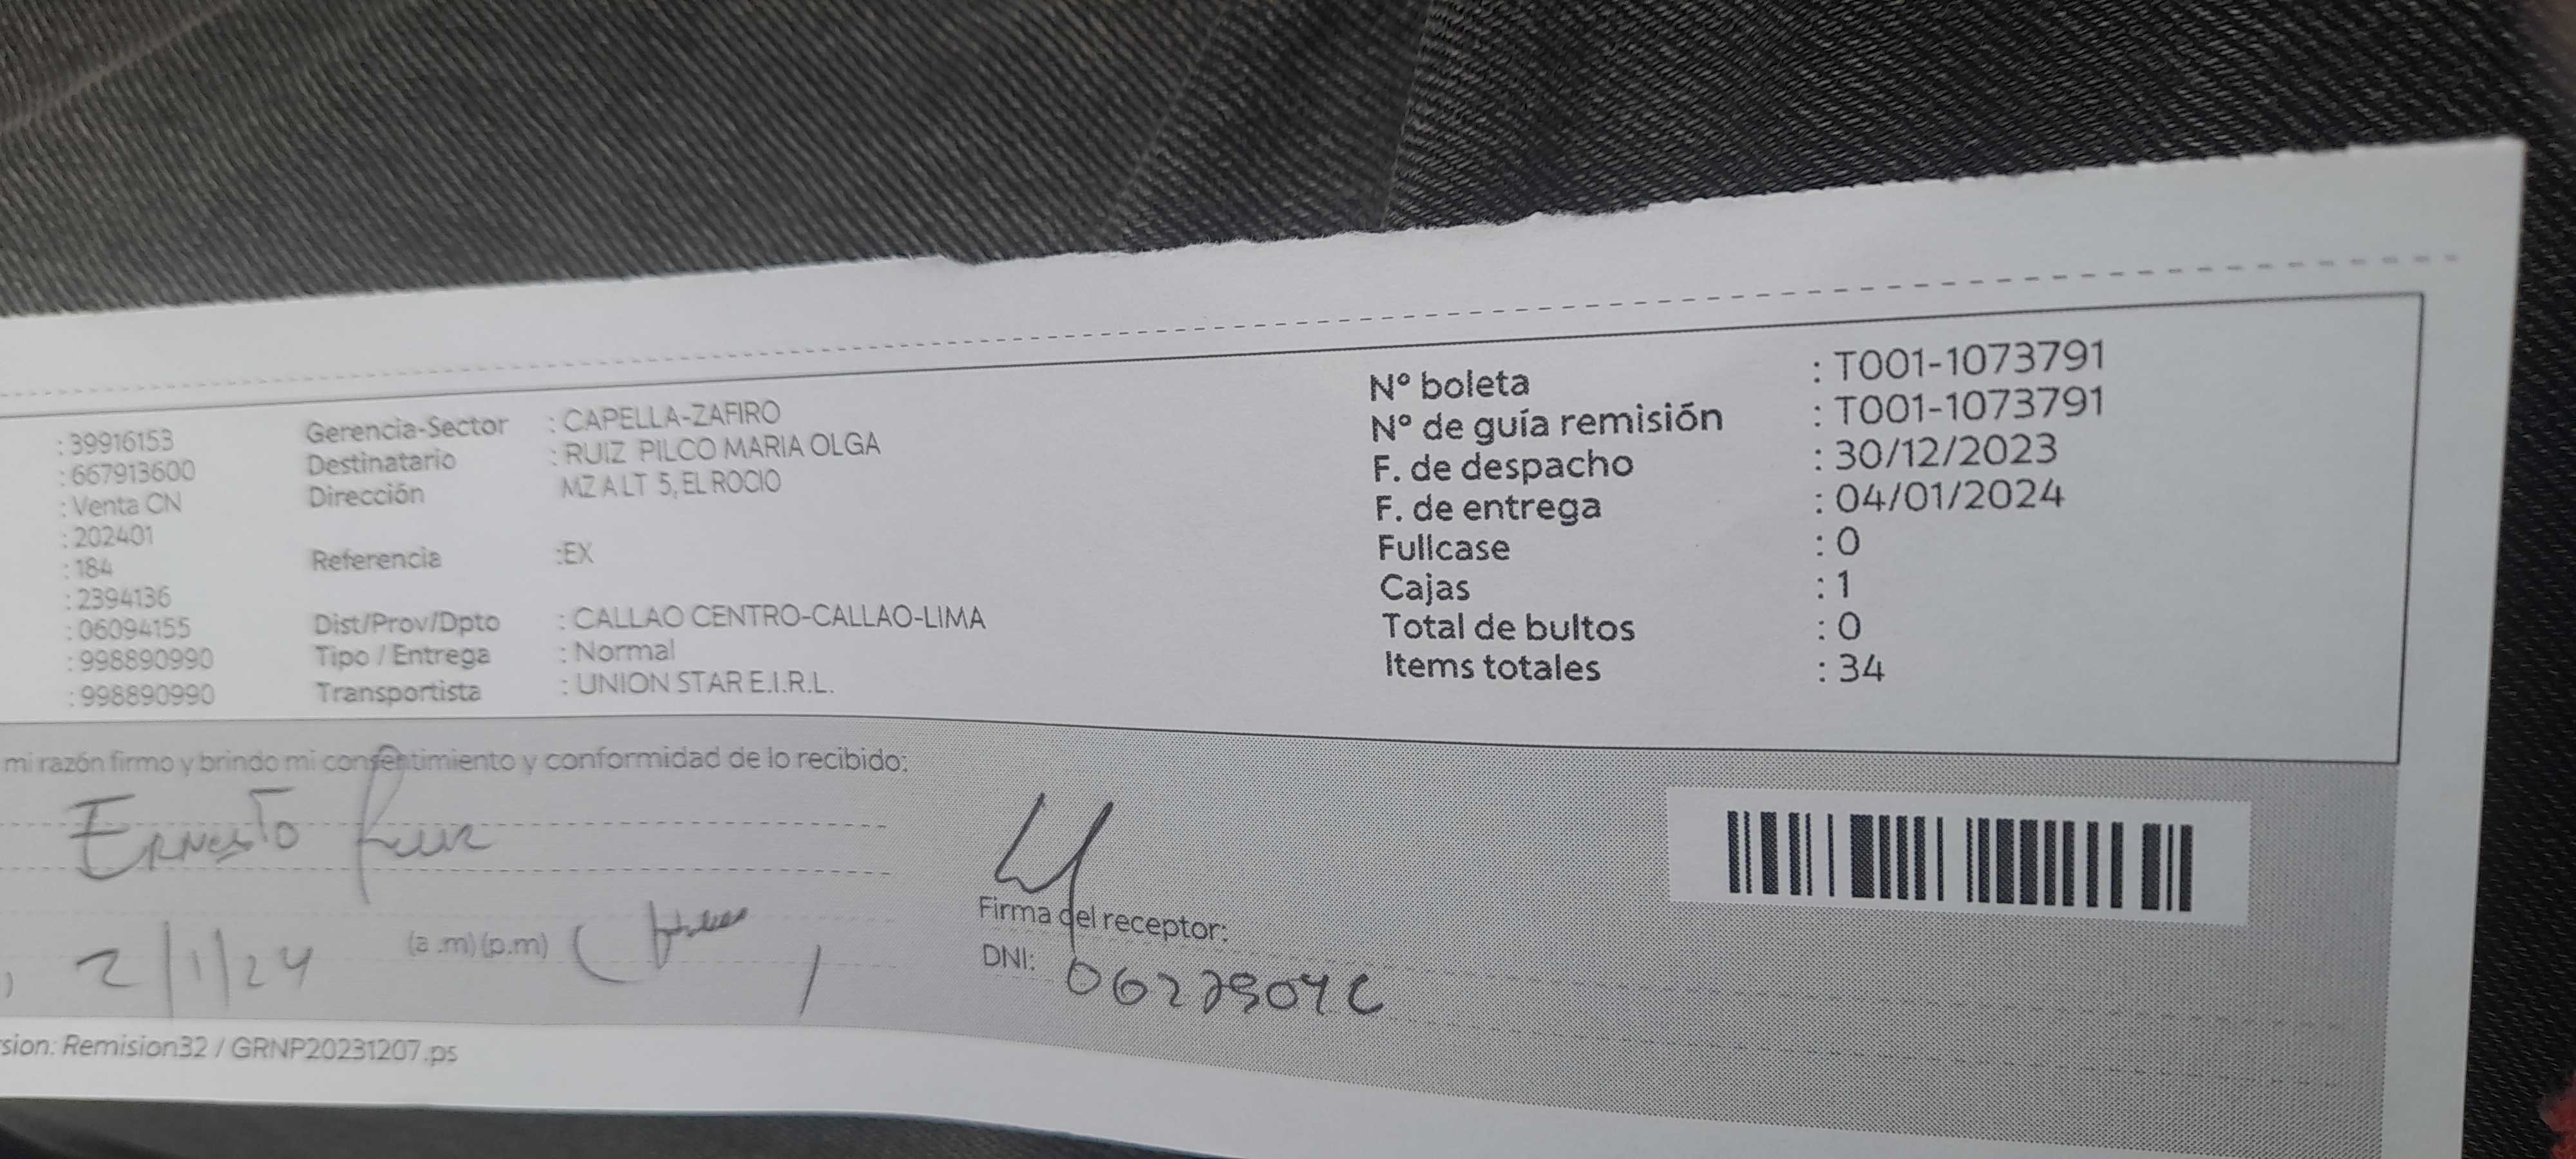 : 39916153
: 667913600
: Venta CN
: 202401
: 184
: 2394136
: 06094155
: 998890990
: 998890990
Gerencia-Sector : CAPELLA-ZAFIRO
Destinatario : RUIZ PILCO MARIA OLGA
Dirección MZ A LT 5, EL ROCIO
Referencia :EX
Dist/Prov/Dpto : CALLAO CENTRO-CALLAO-LIMA
Tipo / Entrega : Normal
Transportista : UNION STAR E.I.R.L.
Nº boleta : T001-1073791
Nº de guía remisión : T001-1073791
F. de despacho : 30/12/2023
F. de entrega : 04/01/2024
Fullcase : 0
Cajas : 1
Total de bultos : 0
Items totales : 34
mi razón firmo y brindo mi consentimiento y conformidad de lo recibido:
Ernesto Ruiz
2/1/24 (a .m) (p.m)
Firma del receptor:
DNI:
sion: Remision32 / GRNP20231207.ps